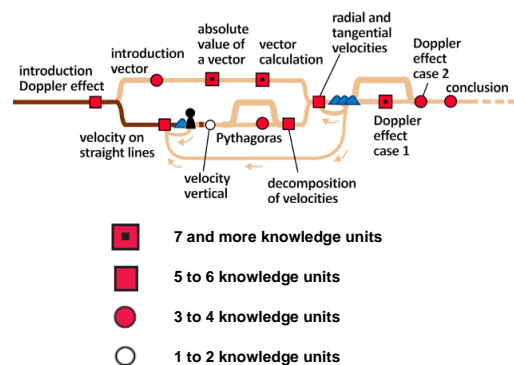 introduction
Doppler effect
introduction
vector
absolute
value of
a vector
vector
calculation
radial and
tangential
velocities
Doppler
effect
case 2
conclusion
velocity on
straight lines
velocity
vertical
Pythagoras
decomposition
of velocities
Doppler
effect
case 1
7 and more knowledge units
5 to 6 knowledge units
3 to 4 knowledge units
1 to 2 knowledge units